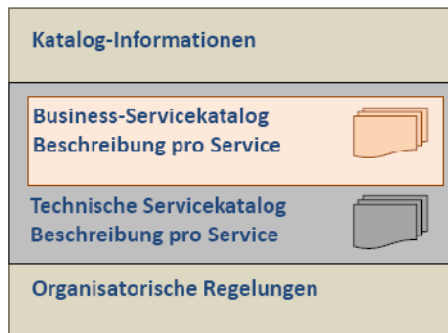 Katalog-Informationen
Business-Servicekatalog
Beschreibung pro Service
Technische Servicekatalog
Beschreibung pro Service
Organisatorische Regelungen